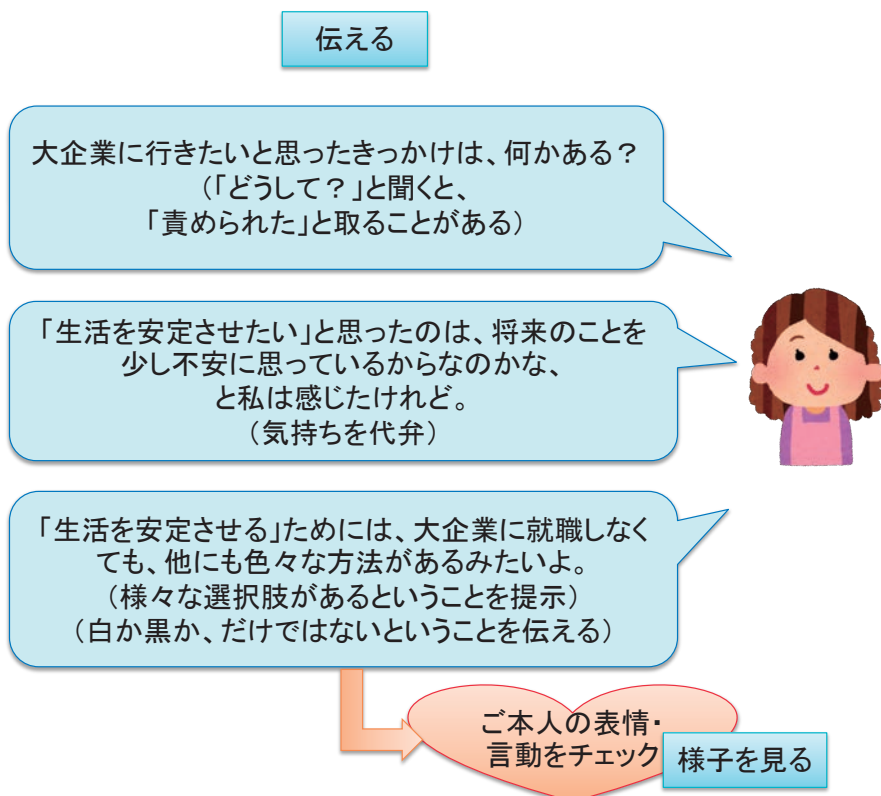 伝える
大企業に行きたいと思ったきっかけは、何かある？
（「どうして？」と聞くと、
「責められた」と取ることがある）
「生活を安定させたい」と思ったのは、将来のことを
少し不安に思っているからなのかな、
と私は感じたけれど。
（気持ちを代弁）
「生活を安定させる」ためには、大企業に就職しなく
ても、他にも色々な方法があるみたいよ。
（様々な選択肢があるということを提示）
（白か黒か、だけではないということを伝える）
ご本人の表情・
言動をチェック
様子を見る